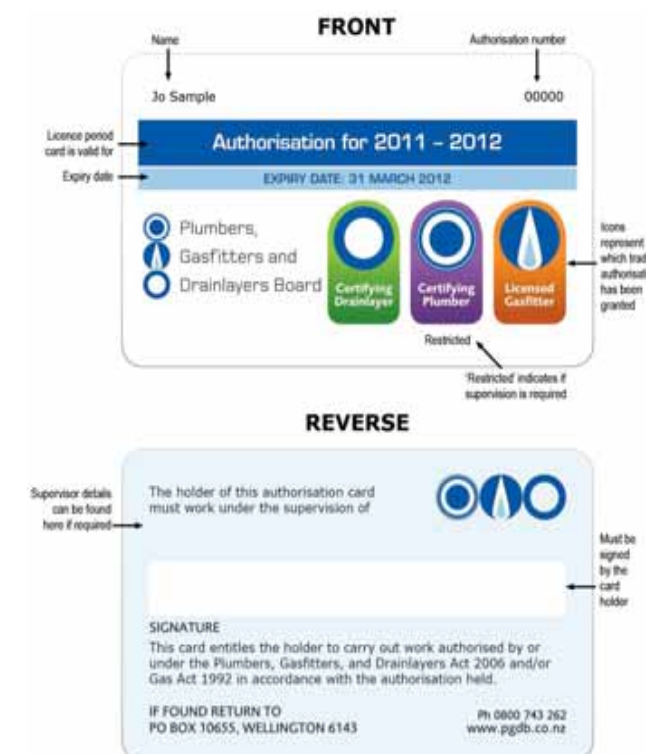 FRONT
Name
Authorisation number
Jo Sample
00000
Licence period
card is valid for
Authorisation for 2011 – 2012
Expiry date
EXPIRY DATE: 31 MARCH 2012
Plumbers,
Gasfitters and
Drainlayers Board
Certifying
Drainlayer
Certifying
Plumber
Licensed
Gasfitter
Icons
represent
which trad
authorisati
has been
granted
Restricted
'Restricted' indicates if
supervision is required
REVERSE
Supervisor details
can be found
here if required
The holder of this authorisation card
must work under the supervision of
Must be
signed
by the
card
holder
SIGNATURE
This card entitles the holder to carry out work authorised by or
under the Plumbers, Gasfitters, and Drainlayers Act 2006 and/or
Gas Act 1992 in accordance with the authorisation held.
IF FOUND RETURN TO
PO BOX 10655, WELLINGTON 6143
Ph 0800 743 262
www.pgdb.co.nz